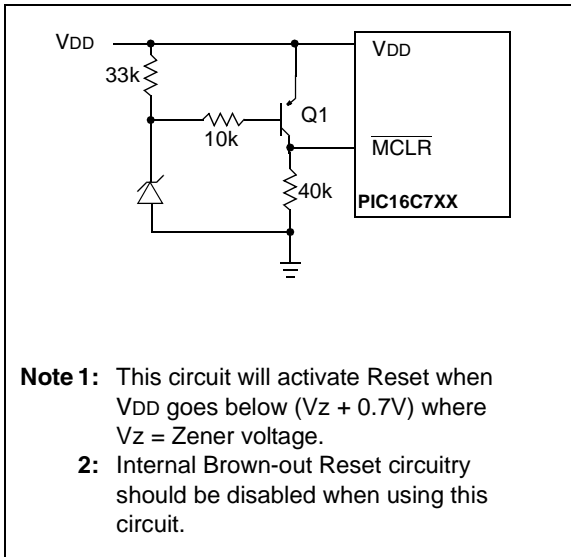 VDD
VDD
33k
Q1
10k
MCLR
40k
PIC16C7XX
Note 1: This circuit will activate Reset when
VDD goes below (Vz + 0.7V) where
Vz = Zener voltage.
2: Internal Brown-out Reset circuitry
should be disabled when using this
circuit.